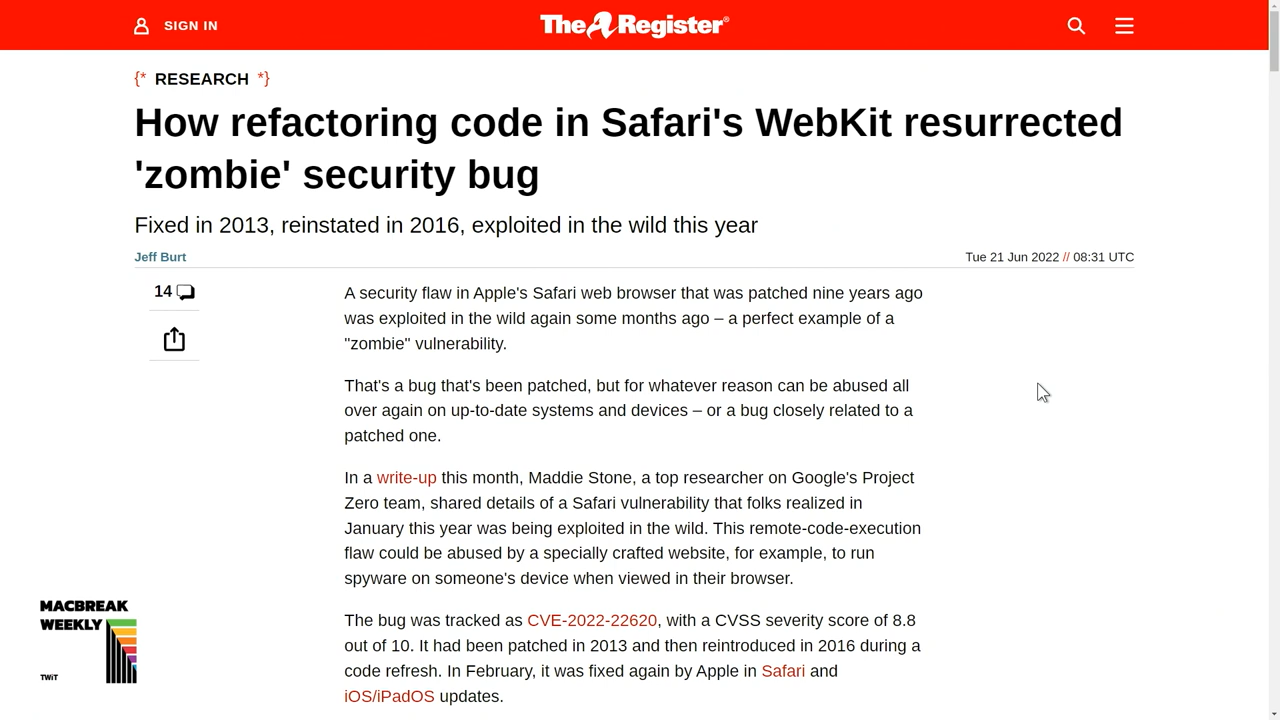 SIGN IN
The Register®
{* RESEARCH *}
How refactoring code in Safari's WebKit resurrected
'zombie' security bug
Fixed in 2013, reinstated in 2016, exploited in the wild this year
Jeff Burt
Tue 21 Jun 2022 // 08:31 UTC
14
A security flaw in Apple's Safari web browser that was patched nine years ago
was exploited in the wild again some months ago – a perfect example of a
"zombie" vulnerability.
That's a bug that's been patched, but for whatever reason can be abused all
over again on up-to-date systems and devices – or a bug closely related to a
patched one.
In a write-up this month, Maddie Stone, a top researcher on Google's Project
Zero team, shared details of a Safari vulnerability that folks realized in
January this year was being exploited in the wild. This remote-code-execution
flaw could be abused by a specially crafted website, for example, to run
spyware on someone's device when viewed in their browser.
The bug was tracked as CVE-2022-22620, with a CVSS severity score of 8.8
out of 10. It had been patched in 2013 and then reintroduced in 2016 during a
code refresh. In February, it was fixed again by Apple in Safari and
iOS/iPadOS updates.
MACBREAK
WEEKLY
TWiT